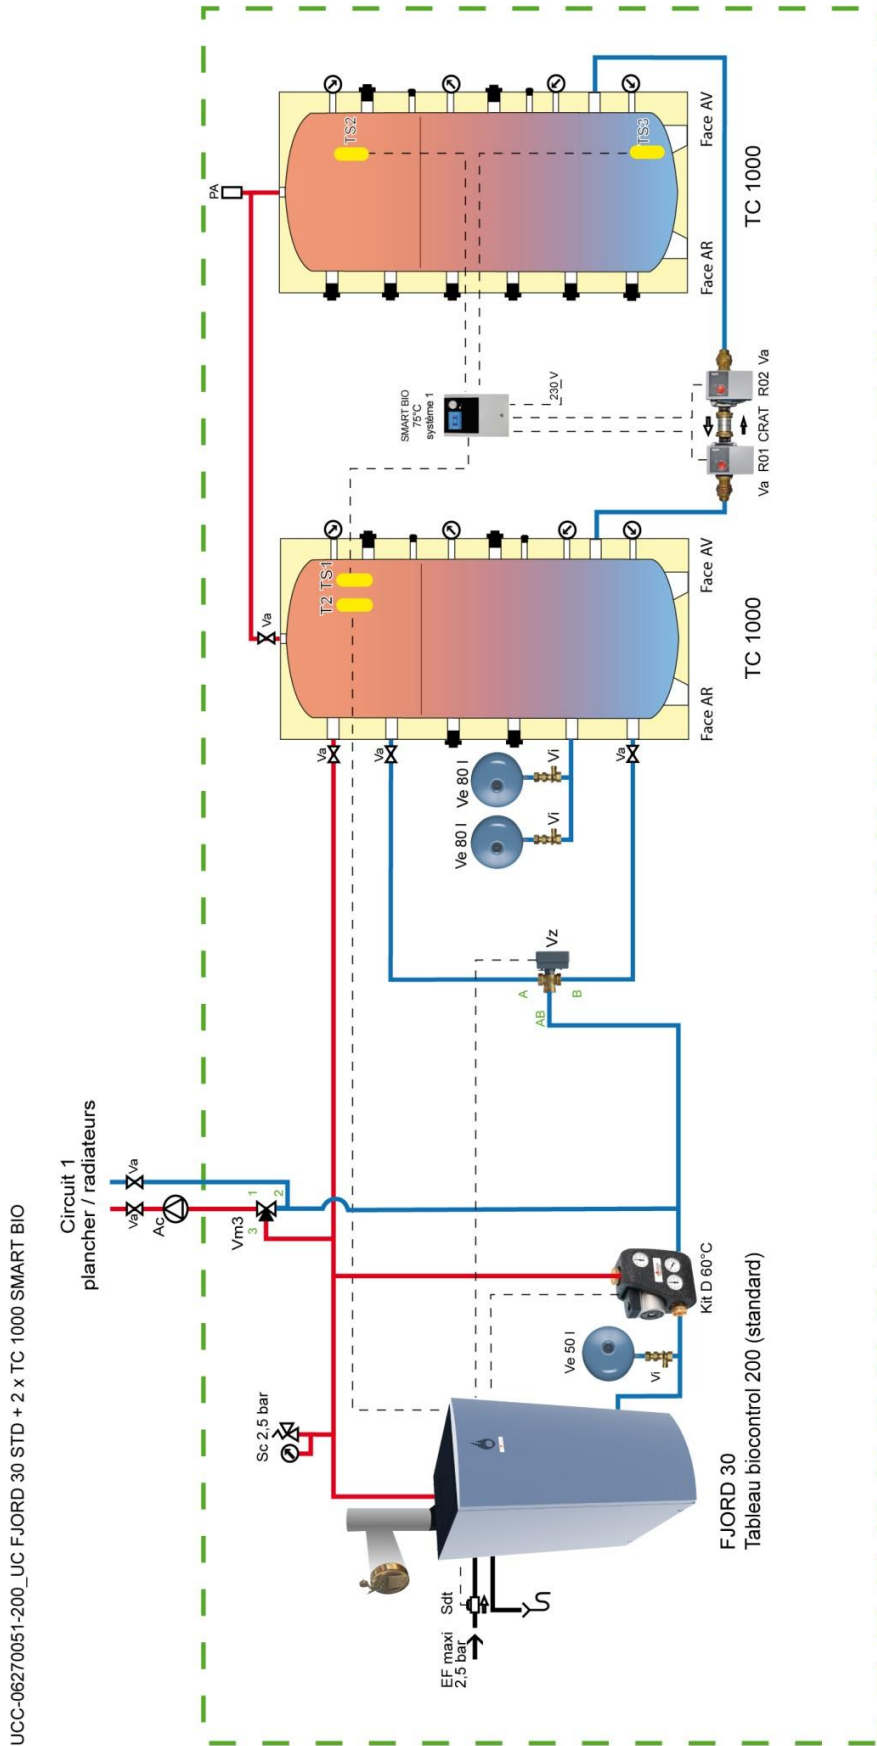 UCC-06270051-200_UC FJORD 30 STD + 2 x TC 1000 SMART BIO
Circuit 1
plancher / radiateurs
Va
Va
Ac
1
2
3
Vm3
Sc 2,5 bar
Sdt
EF maxi
2,5 bar
FJORD 30
Tableau biocontrol 200 (standard)
Ve 50 l
Vi
Kit D 60°C
A
AB
B
Vz
Ve 80 l
Vi
Ve 80 l
Vi
Va
Va
Va
Va
T2
TS1
Face AR
Face AV
TC 1000
SMART BIO
75°C
système 1
230 V
Va
R01
CRAT
R02
Va
PA
TS2
TS3
Face AR
Face AV
TC 1000